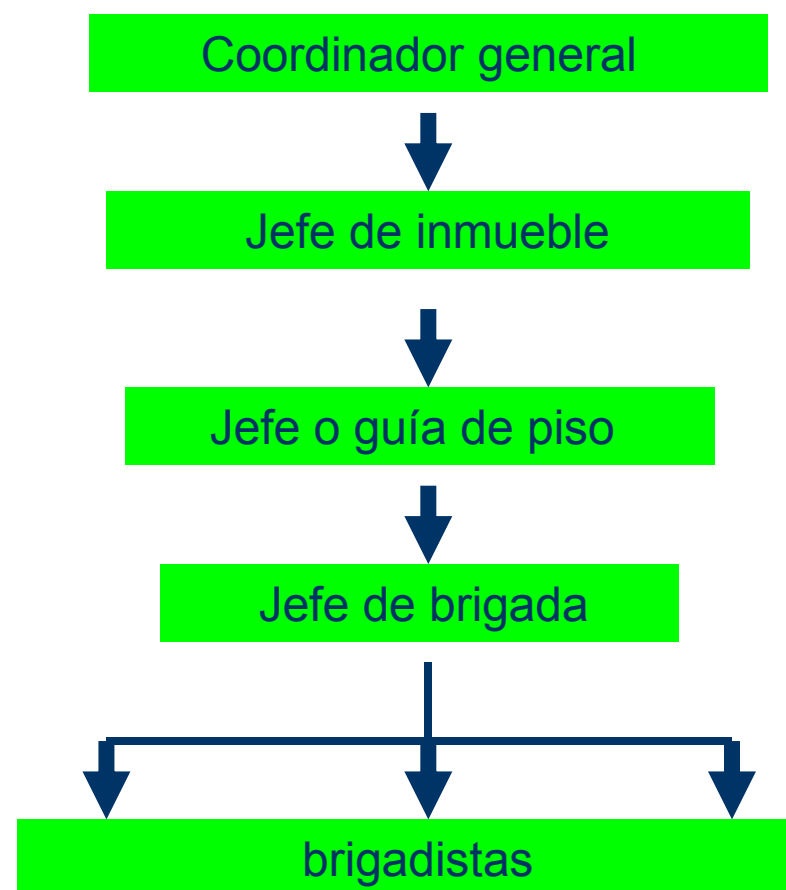 Coordinador general
Jefe de inmueble
Jefe o guía de piso
Jefe de brigada
brigadistas